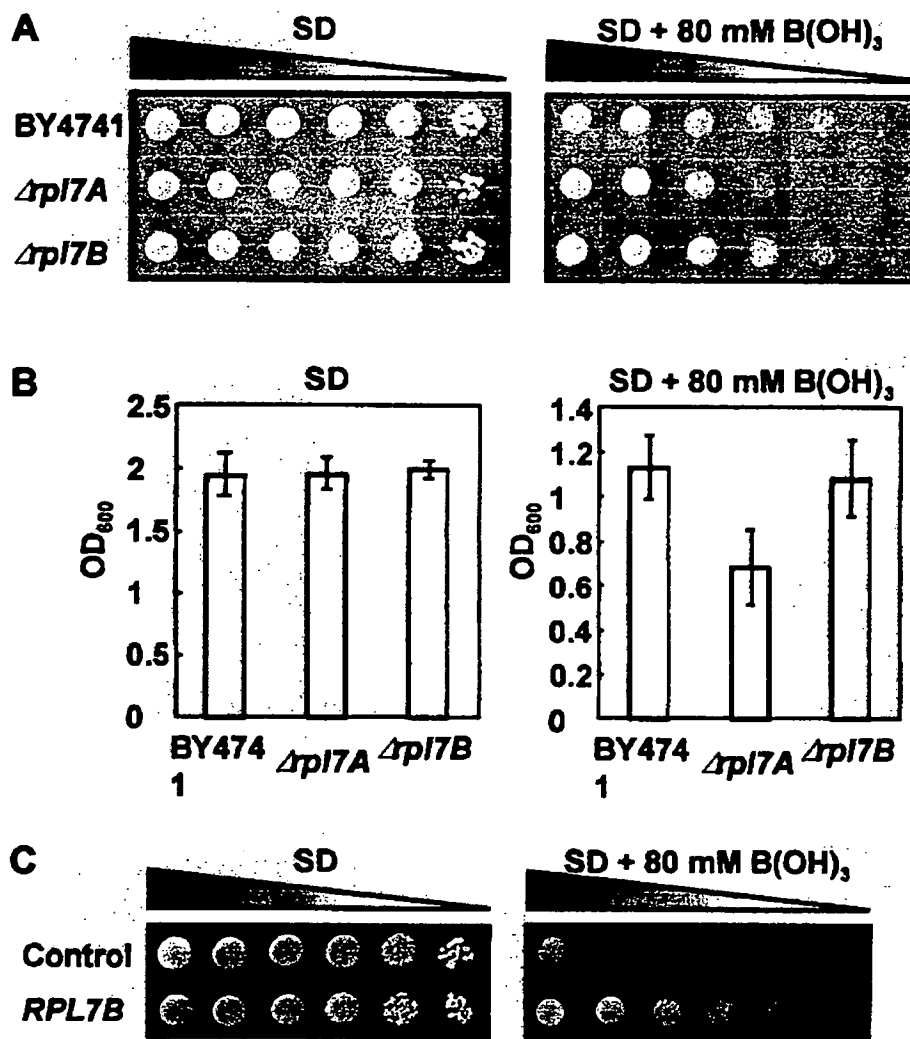 A
SD
SD + 80 mM B(OH)₃
BY4741
Δrpl7A
Δrpl7B
B
SD
SD + 80 mM B(OH)₃
OD₆₀₀
2.5
2
1.5
1
0.5
0
BY474
1
Δrpl7A
Δrpl7B
OD₆₀₀
1.4
1.2
1
0.8
0.6
0.4
0.2
0
BY474
1
Δrpl7A
Δrpl7B
C
SD
SD + 80 mM B(OH)₃
Control
RPL7B